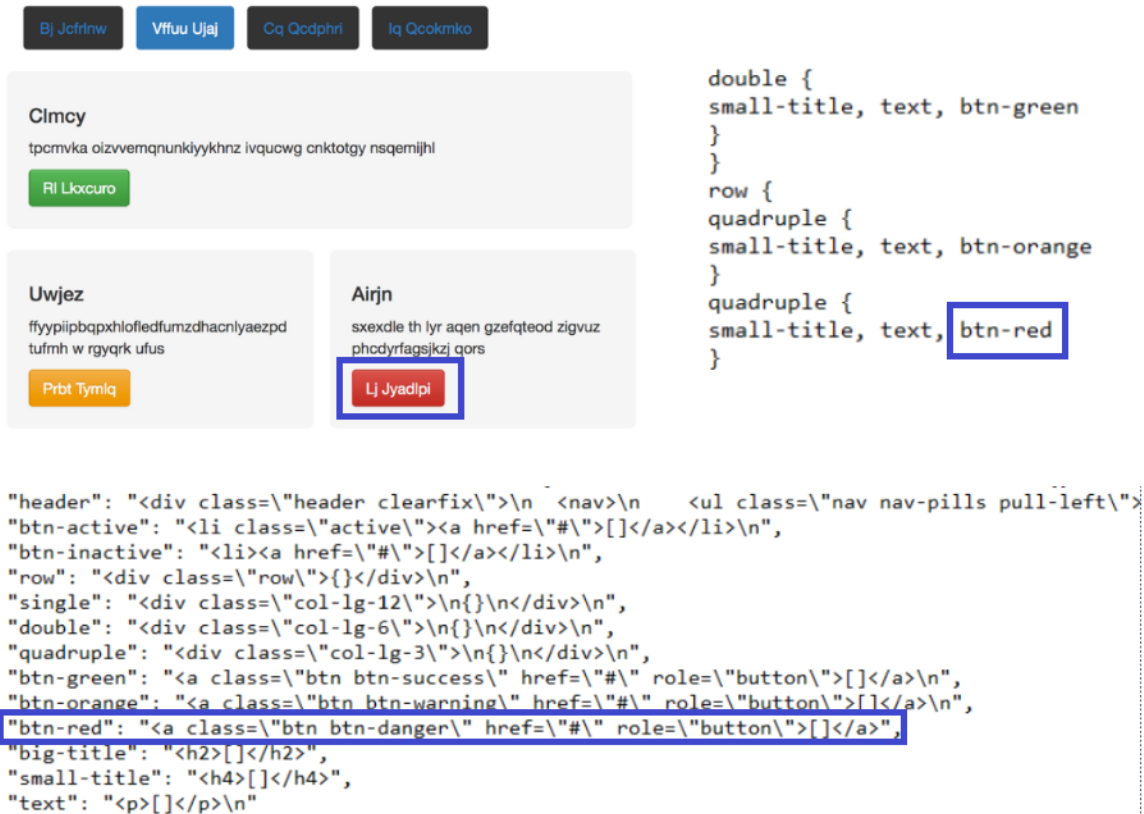 Bj Jcfrlnw Vffuu Ujaj Cq Qcdphri Iq Qcokmko
Clmcy
tpcmvka oizvvemqnunkiyykhnz ivqucwg cnktotgy nsqemijhl
Rl Lkxcuro
Uwjez
ffyypiipbqpxhlofledfumzdhacnlyaezpd
tufmh w rgyqrk ufus
Prbt Tymlq
Airjn
sxexdle th lyr aqen gzefqteod zigvuz
phcdyrfagsjkzj qors
Lj Jyadlpi
double {
small-title, text, btn-green
}
}
row {
quadruple {
small-title, text, btn-orange
}
quadruple {
small-title, text, btn-red
}
"header": "<div class=\"header clearfix\">\n <nav>\n <ul class=\"nav nav-pills pull-left\">
"btn-active": "<li class=\"active\"><a href=\"#\">[]</a></li>\n",
"btn-inactive": "<li><a href=\"#\">[]</a></li>\n",
"row": "<div class=\"row\">{}</div>\n",
"single": "<div class=\"col-lg-12\">\n{}\n</div>\n",
"double": "<div class=\"col-lg-6\">\n{}\n</div>\n",
"quadruple": "<div class=\"col-lg-3\">\n{}\n</div>\n",
"btn-green": "<a class=\"btn btn-success\" href=\"#\" role=\"button\">[]</a>\n",
"btn-orange": "<a class=\"btn btn-warning\" href=\"#\" role=\"button\">[]</a>\n",
"btn-red": "<a class=\"btn btn-danger\" href=\"#\" role=\"button\">[]</a>",
"big-title": "<h2>[]</h2>",
"small-title": "<h4>[]</h4>",
"text": "<p>[]</p>\n"